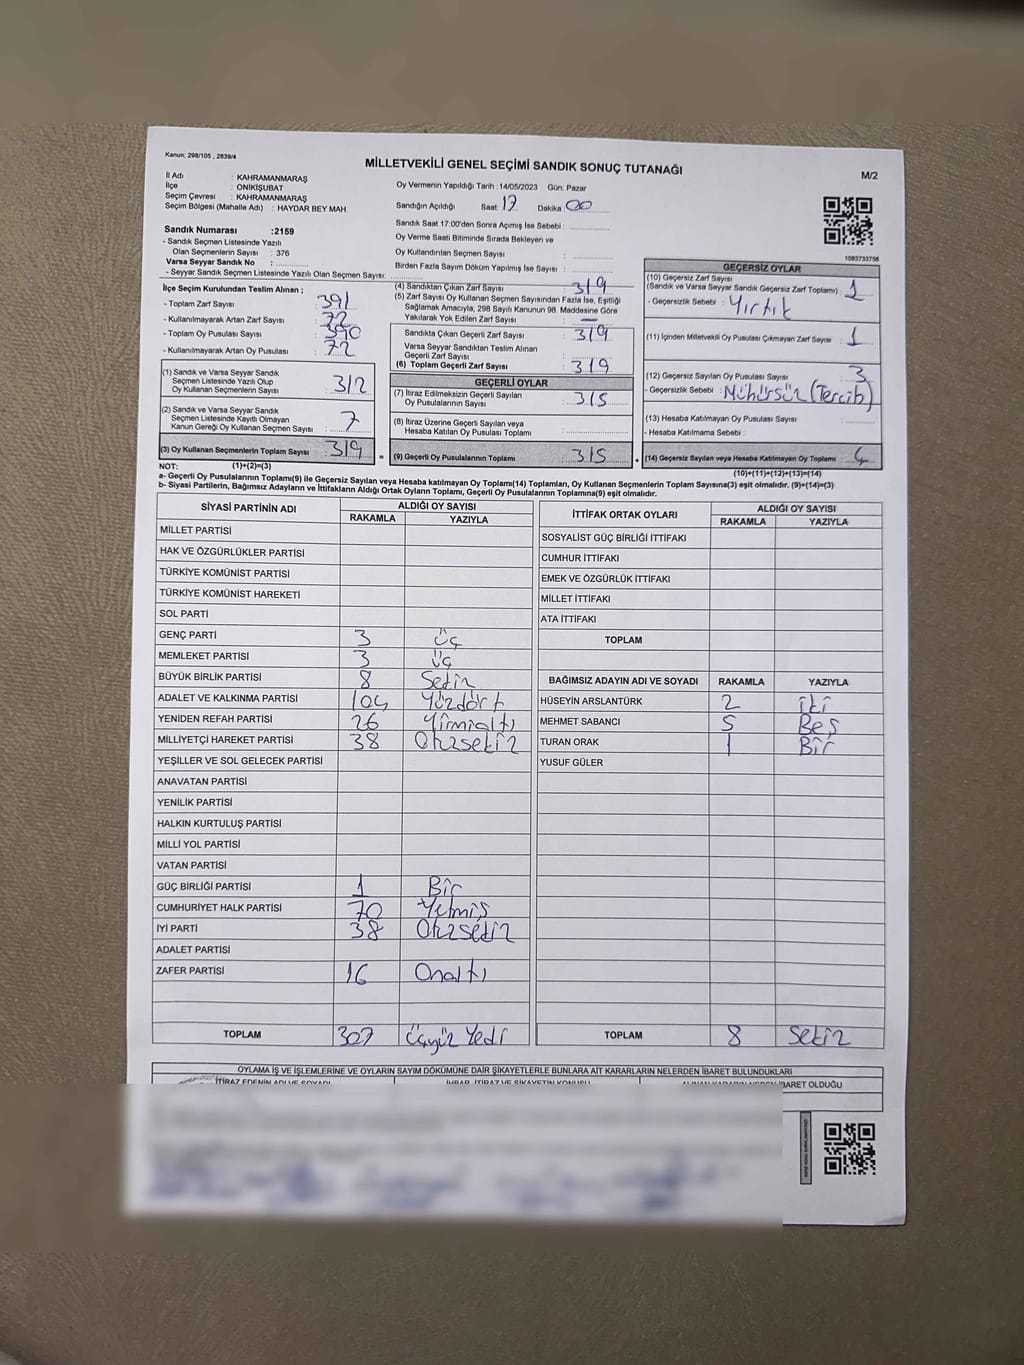 Kanun; 298/105 , 2839/4
MİLLETVEKİLİ GENEL SEÇİMİ SANDIK SONUÇ TUTANAĞI
M/2
İl Adı : KAHRAMANMARAŞ
İlçe : ONİKİŞUBAT
Seçim Çevresi : KAHRAMANMARAŞ
Seçim Bölgesi (Mahalle Adı) : HAYDAR BEY MAH.
Oy Vermenin Yapıldığı Tarih : 14/05/2023 Gün: Pazar
Sandığın Açıldığı Saat: 17 Dakika 00
Sandık Saat 17:00'den Sonra Açılmış İse Sebebi :
Oy Verme Saati Bitiminde Sırada Bekleyen ve
Oy Kullandırılan Seçmen Sayısı :
Birden Fazla Sayım Döküm Yapılmış İse Sayısı :
Sandık Numarası :2159
- Sandık Seçmen Listesinde Yazılı
Olan Seçmenlerin Sayısı : 376
Varsa Seyyar Sandık No :
- Seyyar Sandık Seçmen Listesinde Yazılı Olan Seçmen Sayısı:
1083733756
İlçe Seçim Kurulundan Teslim Alınan ;
- Toplam Zarf Sayısı : 391
- Kullanılmayarak Artan Zarf Sayısı : 72
- Toplam Oy Pusulası Sayısı : 390
- Kullanılmayarak Artan Oy Pusulası : 72
(1) Sandık ve Varsa Seyyar Sandık
Seçmen Listesinde Yazılı Olup
Oy Kullanan Seçmenlerin Sayısı : 312
(2) Sandık ve Varsa Seyyar Sandık
Seçmen Listesinde Kayıtlı Olmayan
Kanun Gereği Oy Kullanan Seçmen Sayısı : 7
(3) Oy Kullanan Seçmenlerin Toplam Sayısı : 319
(1)+(2)=(3)
(4) Sandıktan Çıkan Zarf Sayısı : 319
(5) Zarf Sayısı Oy Kullanan Seçmen Sayısından Fazla İse, Eşitliği
Sağlamak Amacıyla, 298 Sayılı Kanunun 98. Maddesine Göre
Yakılarak Yok Edilen Zarf Sayısı : —
Sandıkta Çıkan Geçerli Zarf Sayısı : 319
Varsa Seyyar Sandıktan Teslim Alınan
Geçerli Zarf Sayısı :
(6) Toplam Geçerli Zarf Sayısı : 319
GEÇERLİ OYLAR
(7) İtiraz Edilmeksizin Geçerli Sayılan
Oy Pusulalarının Sayısı : 315
(8) İtiraz Üzerine Geçerli Sayılan veya
Hesaba Katılan Oy Pusulası Toplamı :
= (9) Geçerli Oy Pusulalarının Toplamı : 315
GEÇERSİZ OYLAR
(10) Geçersiz Zarf Sayısı
(Sandık ve Varsa Seyyar Sandık Geçersiz Zarf Toplamı) : 1
- Geçersizlik Sebebi : Yırtık
(11) İçinden Milletvekili Oy Pusulası Çıkmayan Zarf Sayısı : 1
(12) Geçersiz Sayılan Oy Pusulası Sayısı : 3
- Geçersizlik Sebebi : Mühürsüz (Tercih)
(13) Hesaba Katılmayan Oy Pusulası Sayısı :
- Hesaba Katılmama Sebebi :
+ (14) Geçersiz Sayılan veya Hesaba Katılmayan Oy Toplamı : 4
(10)+(11)+(12)+(13)=(14)
NOT:
a- Geçerli Oy Pusulaları Toplamı(9) ile Geçersiz Sayılan veya Hesaba katılmayan Oy Toplamı(14) Toplamları, Oy Kullanan Seçmenlerin Toplam Sayısına(3) eşit olmalıdır. (9)+(14)=(3)
b- Siyasi Partilerin, Bağımsız Adayların ve İttifakların Aldığı Ortak Oyların Toplamı, Geçerli Oy Pusulalarının Toplamına(9) eşit olmalıdır.
SİYASİ PARTİNİN ADI ALDIĞI OY SAYISI
RAKAMLA YAZIYLA
MİLLET PARTİSİ
HAK VE ÖZGÜRLÜKLER PARTİSİ
TÜRKİYE KOMÜNİST PARTİSİ
TÜRKİYE KOMÜNİST HAREKETİ
SOL PARTİ
GENÇ PARTİ 3 Üç
MEMLEKET PARTİSİ 3 Üç
BÜYÜK BİRLİK PARTİSİ 8 Sekiz
ADALET VE KALKINMA PARTİSİ 104 Yüzdört
YENİDEN REFAH PARTİSİ 26 Yirmialtı
MİLLİYETÇİ HAREKET PARTİSİ 38 Otuzsekiz
YEŞİLLER VE SOL GELECEK PARTİSİ
ANAVATAN PARTİSİ
YENİLİK PARTİSİ
HALKIN KURTULUŞ PARTİSİ
MİLLİ YOL PARTİSİ
VATAN PARTİSİ
GÜÇ BİRLİĞİ PARTİSİ 1 Bir
CUMHURİYET HALK PARTİSİ 70 Yetmiş
İYİ PARTİ 38 Otuzsekiz
ADALET PARTİSİ
ZAFER PARTİSİ 16 Onaltı
TOPLAM 307 Üçyüz Yedi
İTTİFAK ORTAK OYLARI ALDIĞI OY SAYISI
RAKAMLA YAZIYLA
SOSYALİST GÜÇ BİRLİĞİ İTTİFAKI
CUMHUR İTTİFAKI
EMEK VE ÖZGÜRLÜK İTTİFAKI
MİLLET İTTİFAKI
ATA İTTİFAKI
TOPLAM
BAĞIMSIZ ADAYIN ADI VE SOYADI RAKAMLA YAZIYLA
HÜSEYİN ARSLANTÜRK 2 İki
MEHMET SABANCI 5 Beş
TURAN ORAK 1 Bir
YUSUF GÜLER
TOPLAM 8 Sekiz
OYLAMA İŞ VE İŞLEMLERİNE VE OYLARIN SAYIM DÖKÜMÜNE DAİR ŞİKAYETLERLE BUNLARA AİT KARARLARIN NELERDEN İBARET BULUNDUKLARI
İTİRAZ EDENİN ADI VE SOYADI İHBAR, İTİRAZ VE ŞİKAYETİN KONUSU İBARET OLDUĞU